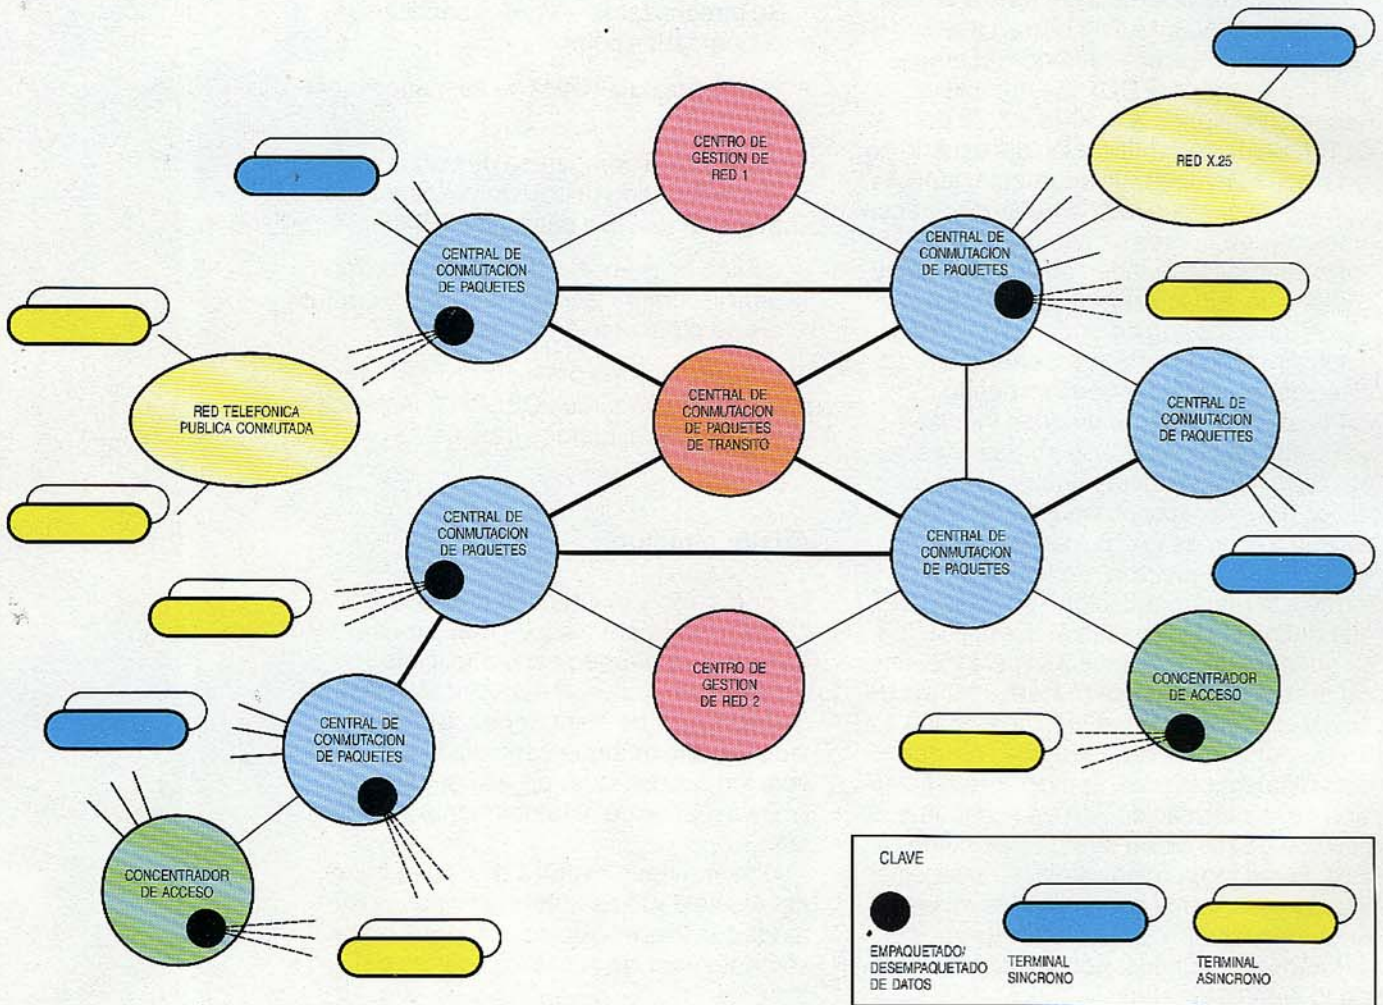 CENTRO DE
GESTION DE
RED 1
RED X.25
CENTRAL DE
CONMUTACION
DE PAQUETES
CENTRAL DE
CONMUTACION
DE PAQUETES
RED TELEFONICA
PUBLICA CONMUTADA
CENTRAL DE
CONMUTACION
DE PAQUETES
DE TRANSITO
CENTRAL DE
CONMUTACION
DE PAQUETTES
CENTRAL DE
CONMUTACION
DE PAQUETES
CENTRAL DE
CONMUTACION
DE PAQUETES
CENTRO DE
GESTION
DE RED 2
CONCENTRADOR
DE ACCESO
CENTRAL DE
CONMUTACION
DE PAQUETES
CONCENTRADOR
DE ACCESO
CLAVE
EMPAQUETADO/
DESEMPAQUETADO
DE DATOS
TERMINAL
SINCRONO
TERMINAL
ASINCRONO